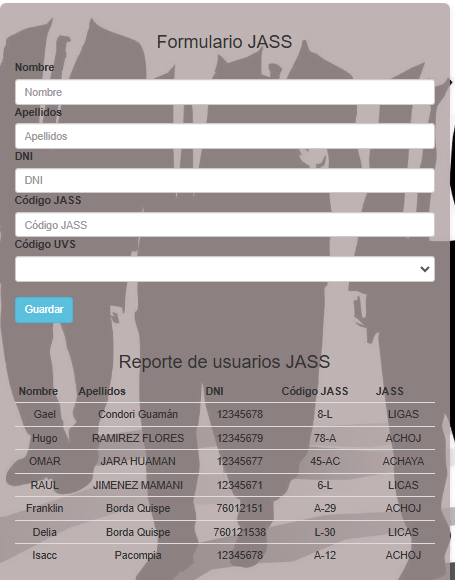 Formulario JASS
Nombre
Nombre
Apellidos
Apellidos
DNI
DNI
Código JASS
Código JASS
Código UVS
Guardar
Reporte de usuarios JASS
Nombre Apellidos DNI Código JASS JASS
Gael Condori Guamán 12345678 8-L LIGAS
Hugo RAMIREZ FLORES 12345679 78-A ACHOJ
OMAR JARA HUAMAN 12345677 45-AC ACHAYA
RAUL JIMENEZ MAMANI 12345671 6-L LICAS
Franklin Borda Quispe 76012151 A-29 ACHOJ
Delia Borda Quispe 760121538 L-30 LICAS
Isacc Pacompia 12345678 A-12 ACHOJ